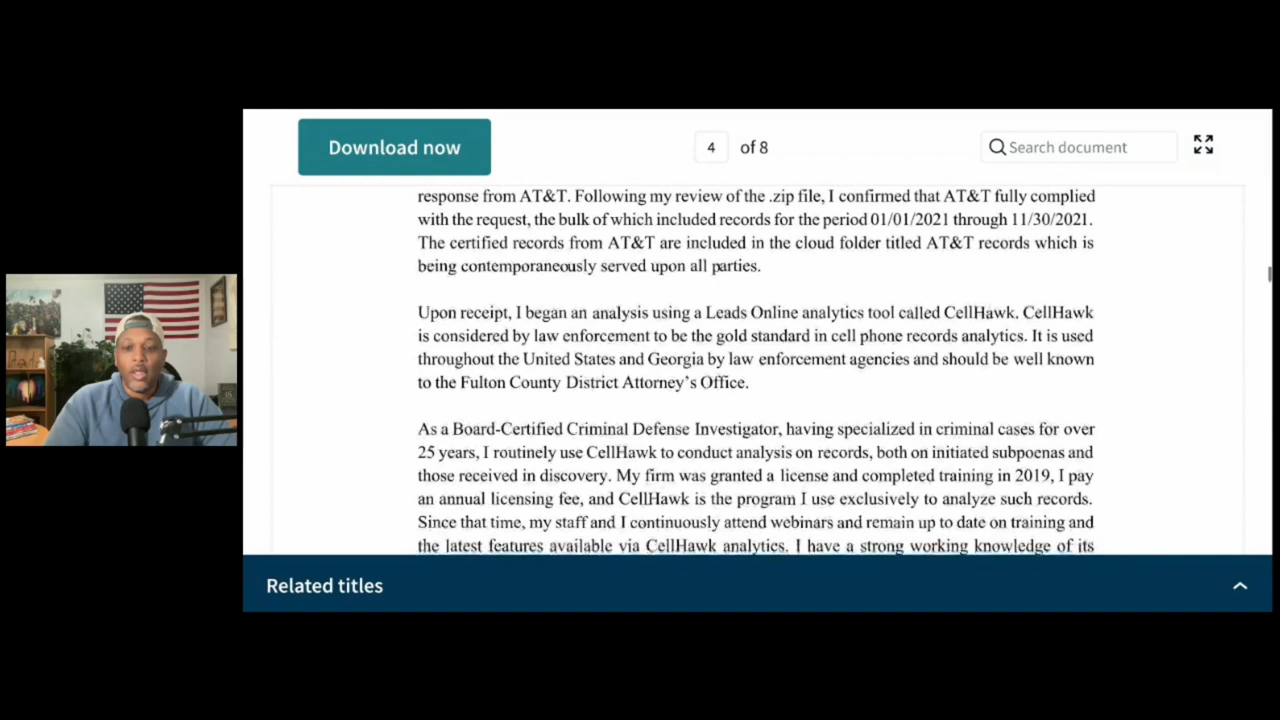 Download now
4 of 8
Search document
response from AT&T. Following my review of the .zip file, I confirmed that AT&T fully complied
with the request, the bulk of which included records for the period 01/01/2021 through 11/30/2021.
The certified records from AT&T are included in the cloud folder titled AT&T records which is
being contemporaneously served upon all parties.
Upon receipt, I began an analysis using a Leads Online analytics tool called CellHawk. CellHawk
is considered by law enforcement to be the gold standard in cell phone records analytics. It is used
throughout the United States and Georgia by law enforcement agencies and should be well known
to the Fulton County District Attorney’s Office.
As a Board-Certified Criminal Defense Investigator, having specialized in criminal cases for over
25 years, I routinely use CellHawk to conduct analysis on records, both on initiated subpoenas and
those received in discovery. My firm was granted a license and completed training in 2019, I pay
an annual licensing fee, and CellHawk is the program I use exclusively to analyze such records.
Since that time, my staff and I continuously attend webinars and remain up to date on training and
the latest features available via CellHawk analytics. I have a strong working knowledge of its
Related titles